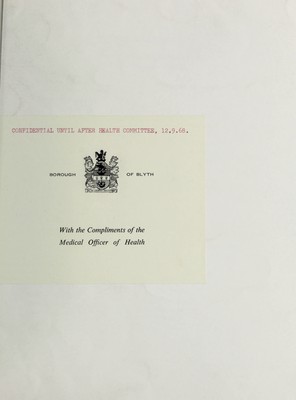 CONFIDENTIAL UNTIL AFTER HEALTH COMMITTEE, 12.9.68.
BOROUGH OF BLYTH
With the Compliments of the
Medical Officer of Health